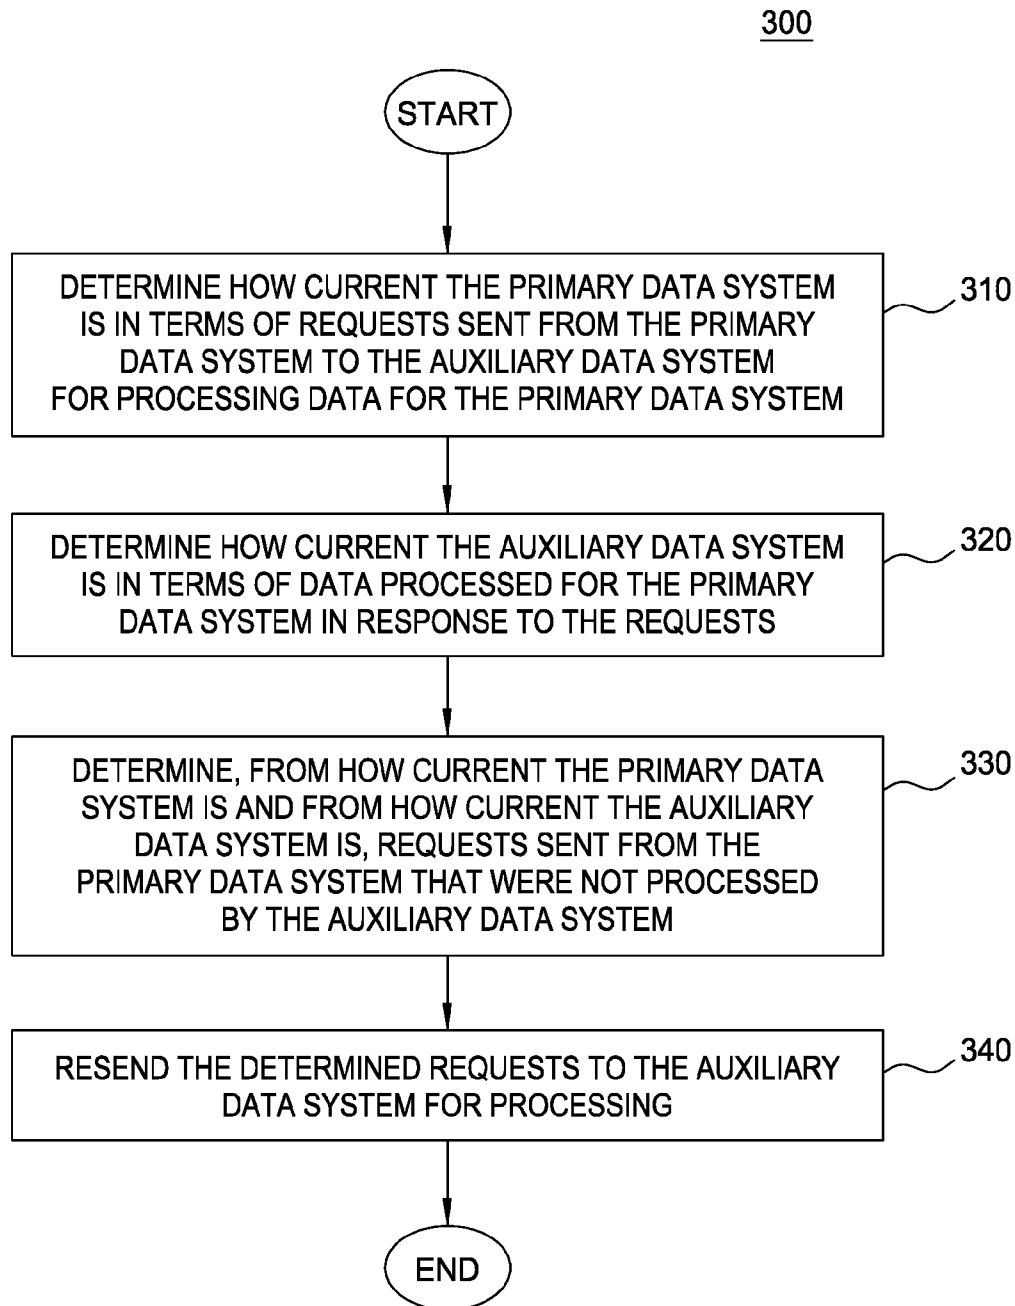 300
START
DETERMINE HOW CURRENT THE PRIMARY DATA SYSTEM
IS IN TERMS OF REQUESTS SENT FROM THE PRIMARY
DATA SYSTEM TO THE AUXILIARY DATA SYSTEM
FOR PROCESSING DATA FOR THE PRIMARY DATA SYSTEM
310
DETERMINE HOW CURRENT THE AUXILIARY DATA SYSTEM
IS IN TERMS OF DATA PROCESSED FOR THE PRIMARY
DATA SYSTEM IN RESPONSE TO THE REQUESTS
320
DETERMINE, FROM HOW CURRENT THE PRIMARY DATA
SYSTEM IS AND FROM HOW CURRENT THE AUXILIARY
DATA SYSTEM IS, REQUESTS SENT FROM THE
PRIMARY DATA SYSTEM THAT WERE NOT PROCESSED
BY THE AUXILIARY DATA SYSTEM
330
RESEND THE DETERMINED REQUESTS TO THE AUXILIARY
DATA SYSTEM FOR PROCESSING
340
END